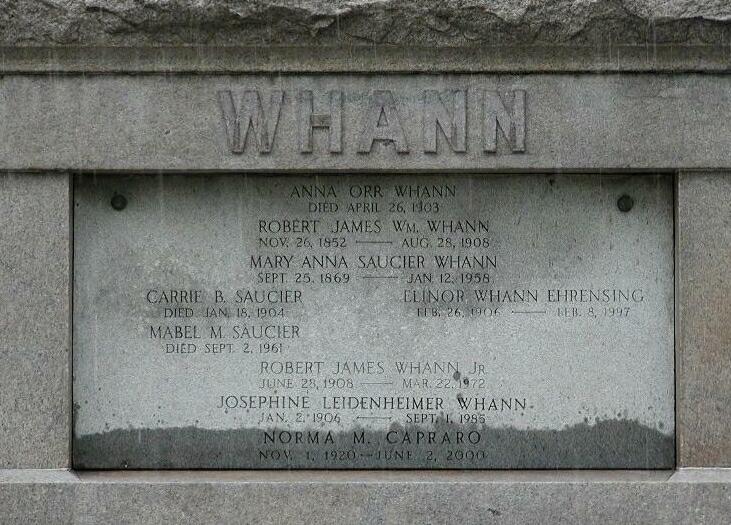 WHANN
ANNA ORR WHANN
DIED APRIL 26, 1903
ROBERT JAMES WM. WHANN
NOV. 26, 1852 —— AUG. 28, 1908
MARY ANNA SAUCIER WHANN
SEPT. 25, 1869 —— JAN. 12, 1958
CARRIE B. SAUCIER
DIED JAN. 18, 1904
MABEL M. SAUCIER
DIED SEPT. 2, 1961
ELINOR WHANN EHRENSING
FEB. 26, 1906 —— FEB. 8, 1997
ROBERT JAMES WHANN, JR.
JUNE 28, 1908 —— MAR. 22, 1972
JOSEPHINE LEIDENHEIMER WHANN
JAN. 2, 1906 —— SEPT. 1, 1985
NORMA M. CAPRARO
NOV. 1, 1920 — JUNE 2, 2000